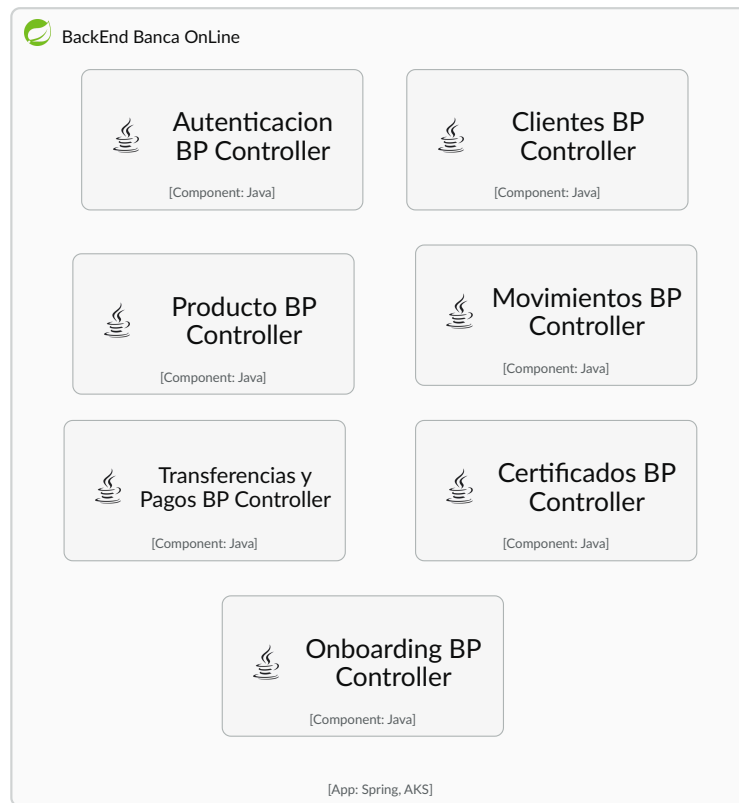 BackEnd Banca OnLine
Autenticacion
BP Controller
[Component: Java]
Clientes BP
Controller
[Component: Java]
Producto BP
Controller
[Component: Java]
Movimientos BP
Controller
[Component: Java]
Transferencias y
Pagos BP Controller
[Component: Java]
Certificados BP
Controller
[Component: Java]
Onboarding BP
Controller
[Component: Java]
[App: Spring, AKS]